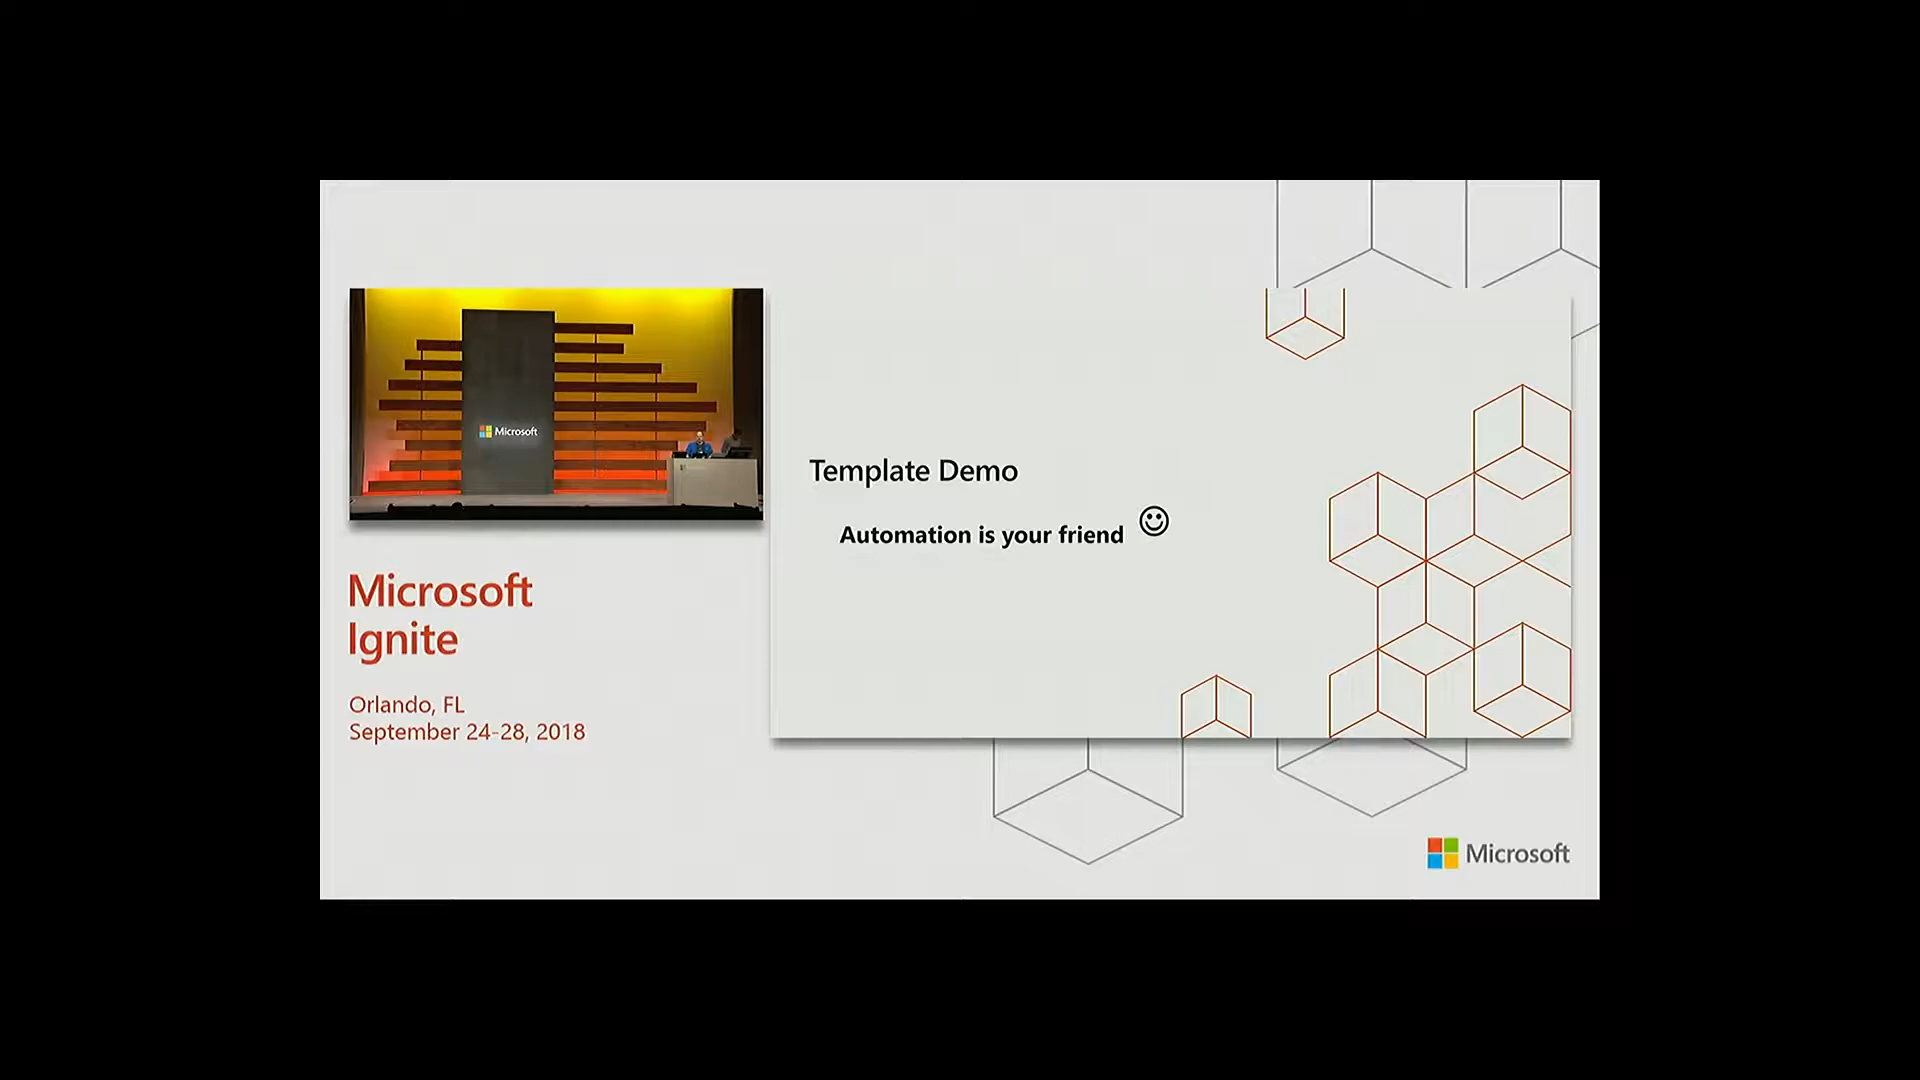 Microsoft
Template Demo
Automation is your friend ☺
Microsoft
Ignite
Orlando, FL
September 24-28, 2018
Microsoft